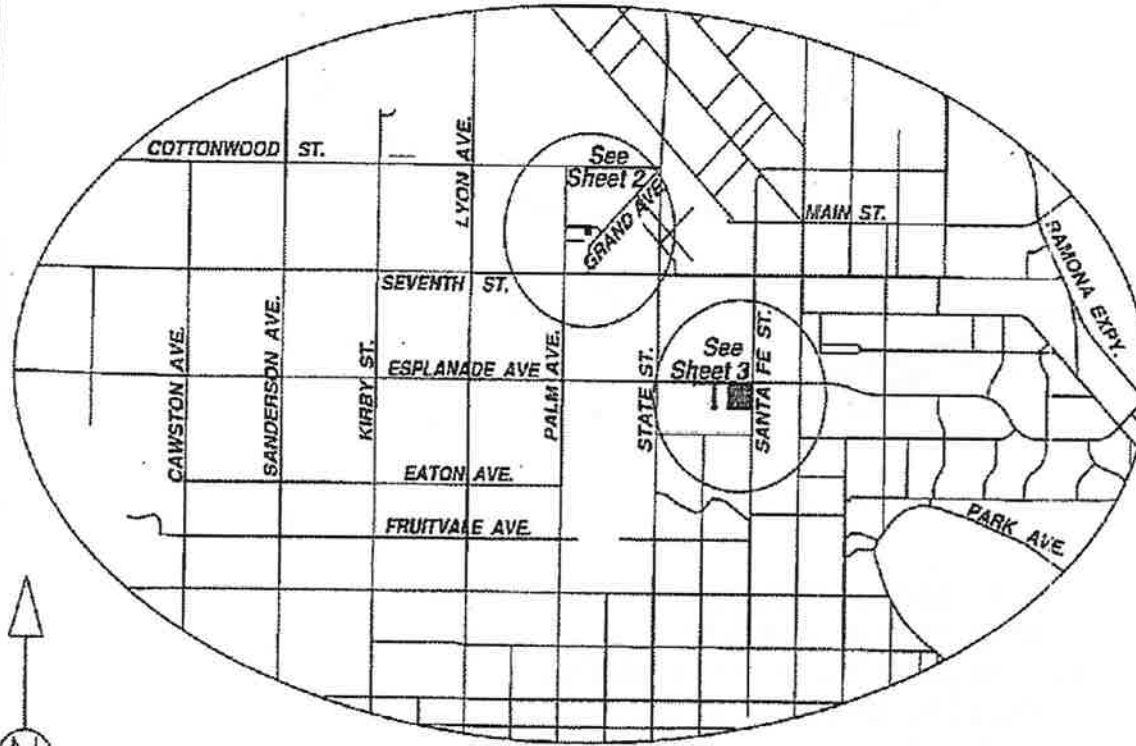 COTTONWOOD ST.
LYON AVE.
See
Sheet 2
GRAND AVE.
MAIN ST.
RAMONA EXPY.
SEVENTH ST.
CAWSTON AVE.
SANDERSON AVE.
KIRBY ST.
ESPLANADE AVE
PALM AVE.
STATE ST.
See
Sheet 3
SANTA FE ST.
EATON AVE.
FRUITVALE AVE.
PARK AVE.
N